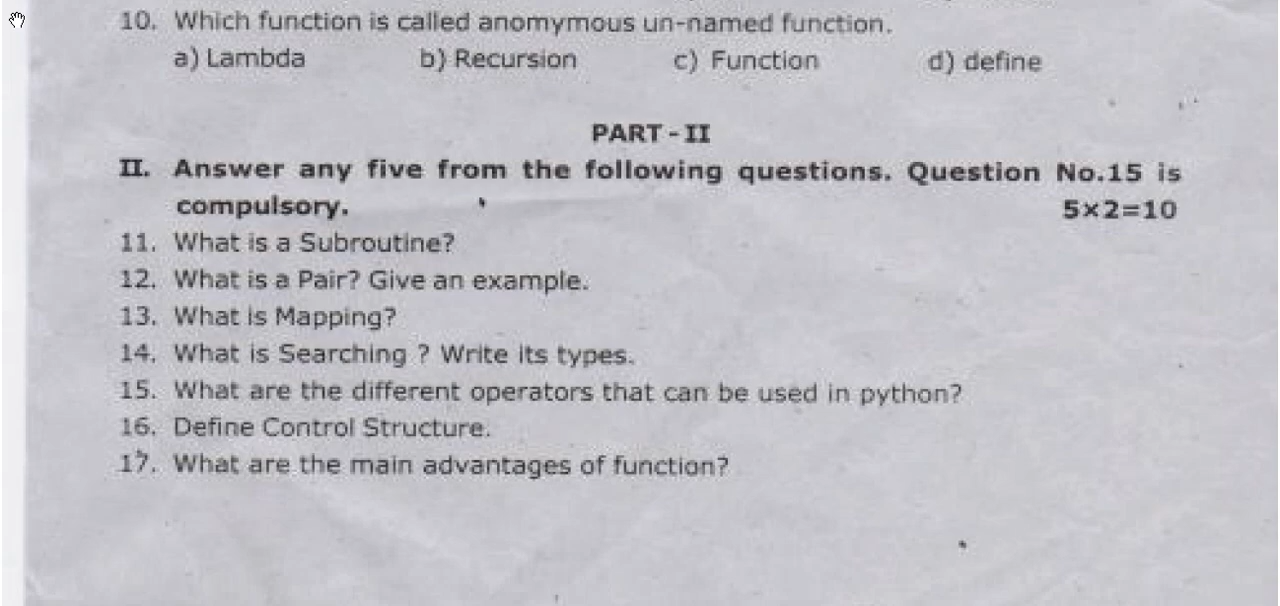 10. Which function is called anomymous un-named function.
a) Lambda b) Recursion c) Function d) define
PART - II
II. Answer any five from the following questions. Question No.15 is
compulsory. 5×2=10
11. What is a Subroutine?
12. What is a Pair? Give an example.
13. What is Mapping?
14. What is Searching ? Write its types.
15. What are the different operators that can be used in python?
16. Define Control Structure.
17. What are the main advantages of function?